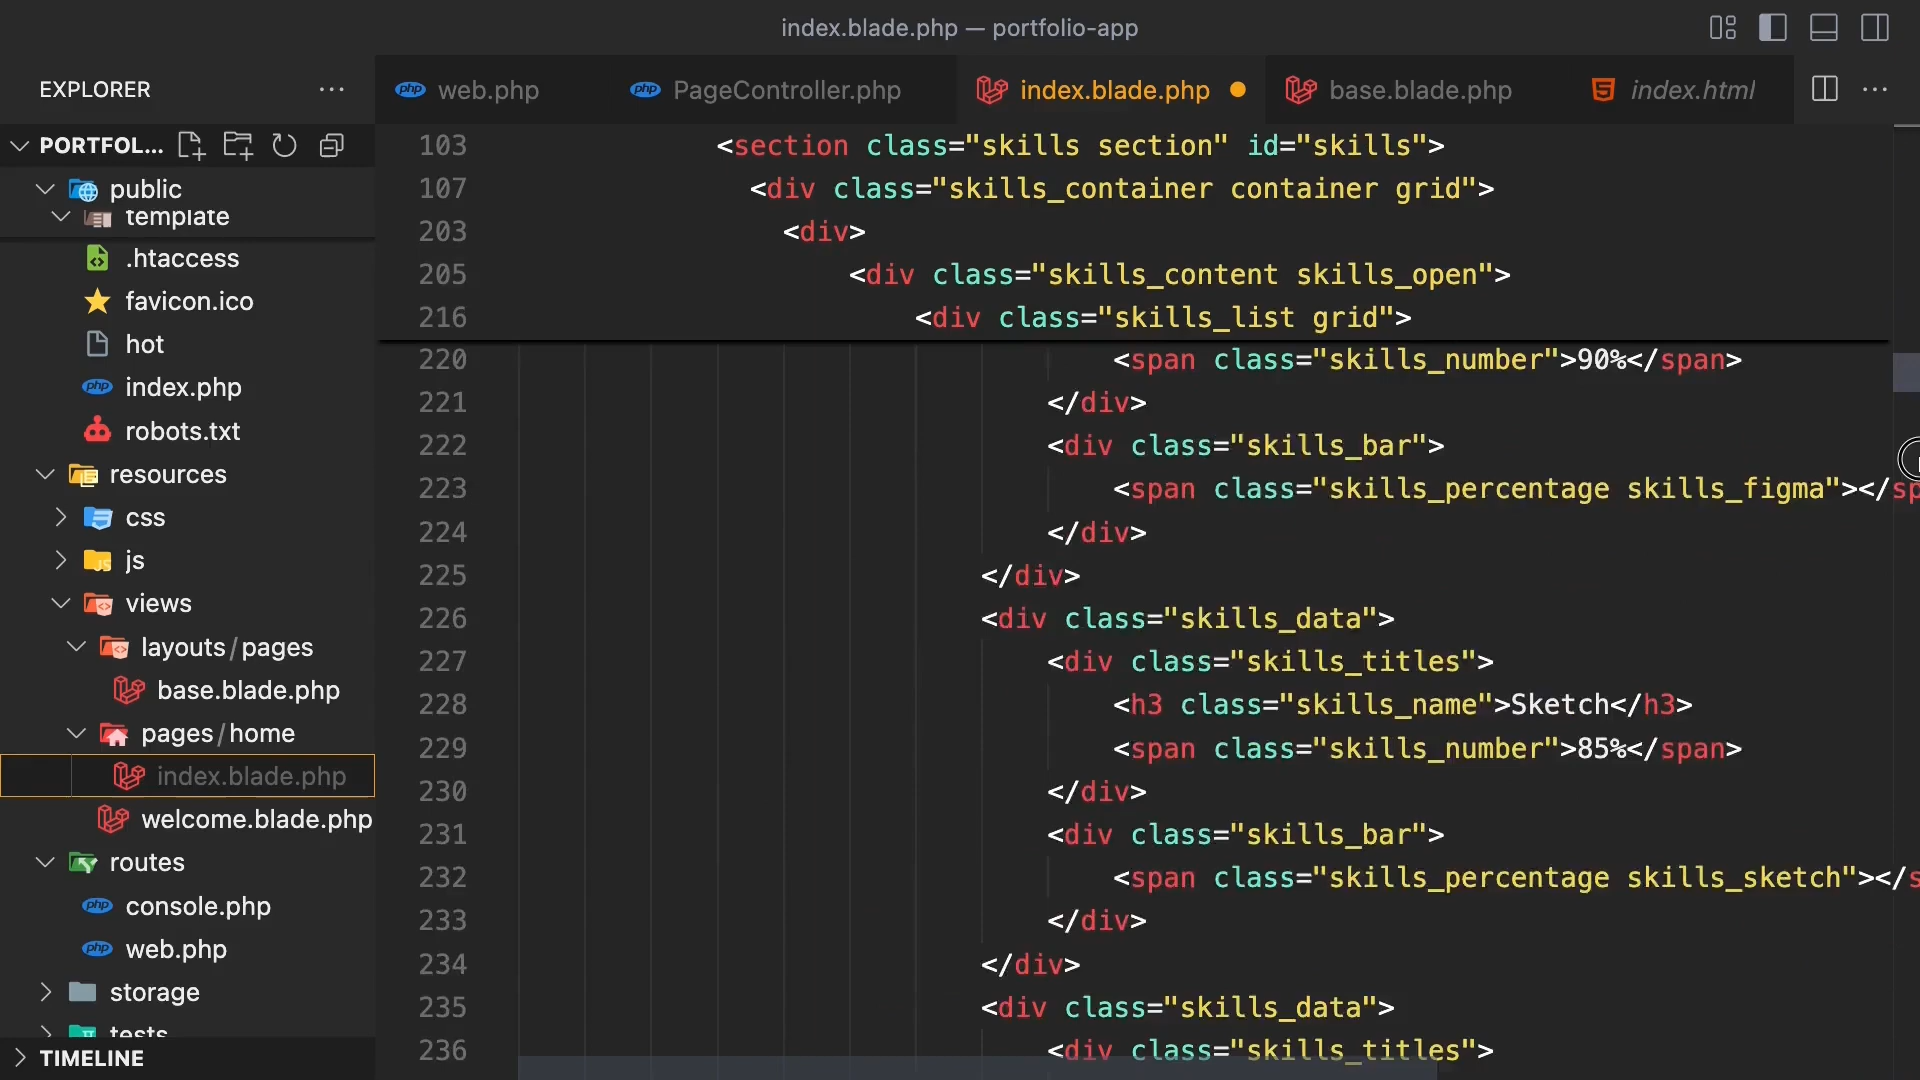 index.blade.php — portfolio-app
EXPLORER
web.php
PageController.php
index.blade.php
base.blade.php
index.html
PORTFOL...
public
template
.htaccess
favicon.ico
hot
index.php
robots.txt
resources
css
js
views
layouts/pages
base.blade.php
pages/home
index.blade.php
welcome.blade.php
routes
console.php
web.php
storage
tests
TIMELINE
103 <section class="skills section" id="skills">
107 <div class="skills_container container grid">
203 <div>
205 <div class="skills_content skills_open">
216 <div class="skills_list grid">
220 <span class="skills_number">90%</span>
221 </div>
222 <div class="skills_bar">
223 <span class="skills_percentage skills_figma"></sp
224 </div>
225 </div>
226 <div class="skills_data">
227 <div class="skills_titles">
228 <h3 class="skills_name">Sketch</h3>
229 <span class="skills_number">85%</span>
230 </div>
231 <div class="skills_bar">
232 <span class="skills_percentage skills_sketch"></s
233 </div>
234 </div>
235 <div class="skills_data">
236 <div class="skills_titles">